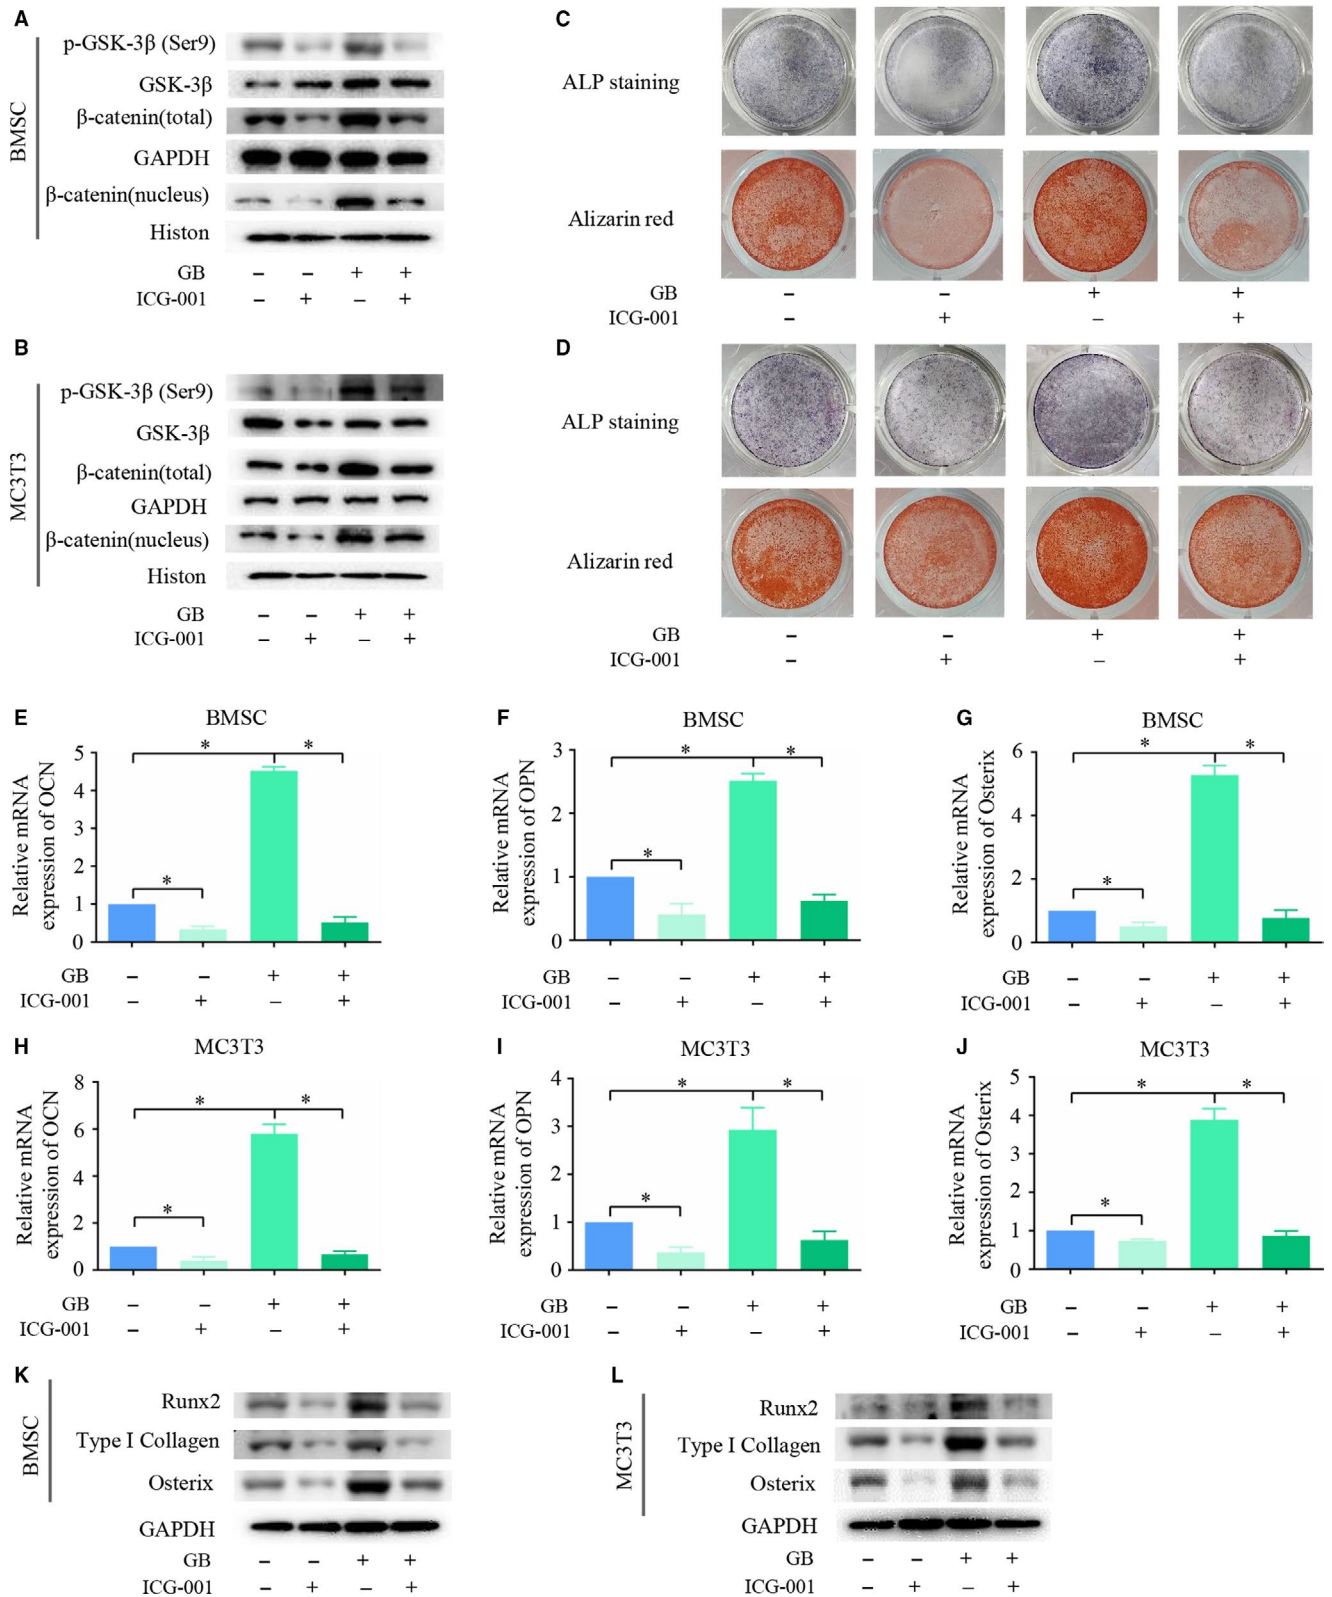 A
BMSC
p-GSK-3β (Ser9)
GSK-3β
β-catenin(total)
GAPDH
β-catenin(nucleus)
Histon
GB – – + +
ICG-001 – + – +
B
MC3T3
p-GSK-3β (Ser9)
GSK-3β
β-catenin(total)
GAPDH
β-catenin(nucleus)
Histon
GB – – + +
ICG-001 – + – +
C
ALP staining
Alizarin red
GB – – + +
ICG-001 – + – +
D
ALP staining
Alizarin red
GB – – + +
ICG-001 – + – +
E
BMSC
Relative mRNA
expression of OCN
5
4
3
2
1
0
* * *
GB – – + +
ICG-001 – + – +
F
BMSC
Relative mRNA
expression of OPN
3
2
1
0
* * *
GB – – + +
ICG-001 – + – +
G
BMSC
Relative mRNA
expression of Osterix
6
4
2
0
* * *
GB – – + +
ICG-001 – + – +
H
MC3T3
Relative mRNA
expression of OCN
8
6
4
2
0
* * *
GB – – + +
ICG-001 – + – +
I
MC3T3
Relative mRNA
expression of OPN
4
3
2
1
0
* * *
GB – – + +
ICG-001 – + – +
J
MC3T3
Relative mRNA
expression of Osterix
5
4
3
2
1
0
* * *
GB – – + +
ICG-001 – + – +
K
BMSC
Runx2
Type I Collagen
Osterix
GAPDH
GB – – + +
ICG-001 – + – +
L
MC3T3
Runx2
Type I Collagen
Osterix
GAPDH
GB – – + +
ICG-001 – + – +